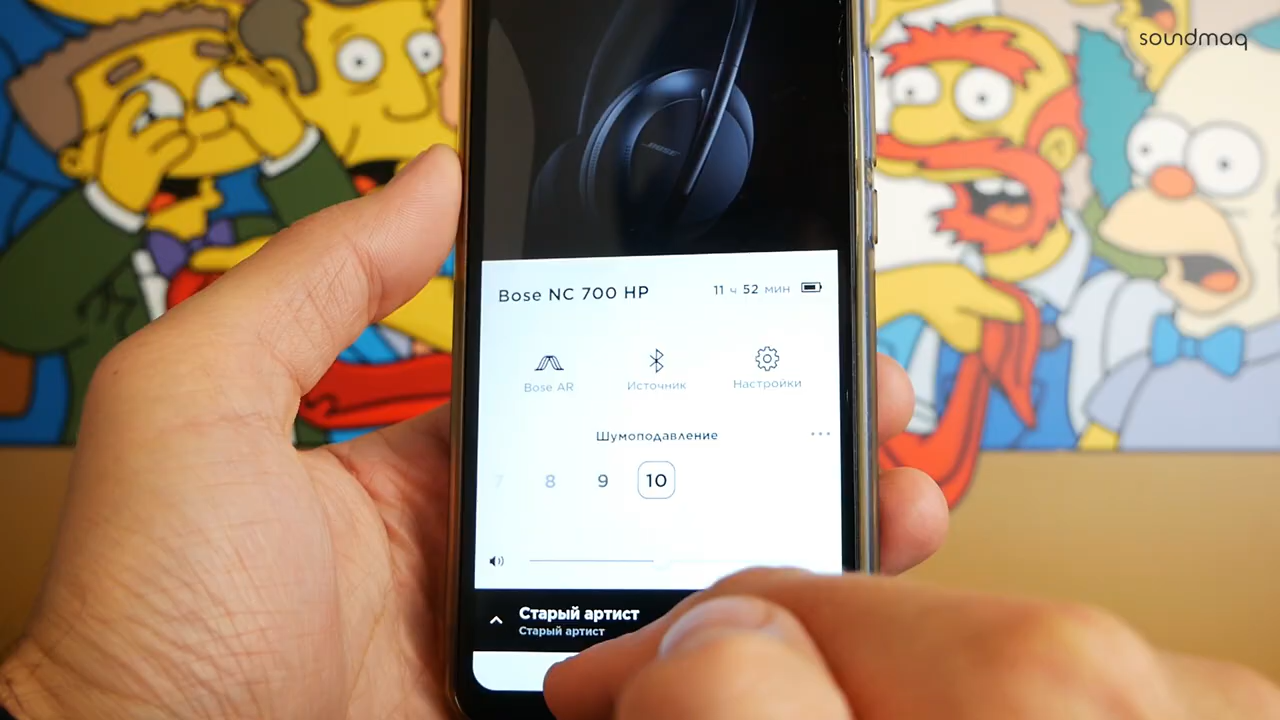 soundmaq
BOSE
Bose NC 700 HP
11 ч 52 мин
Bose AR
Источник
Настройки
Шумоподавление
7 8 9 10
Старый артист
Старый артист